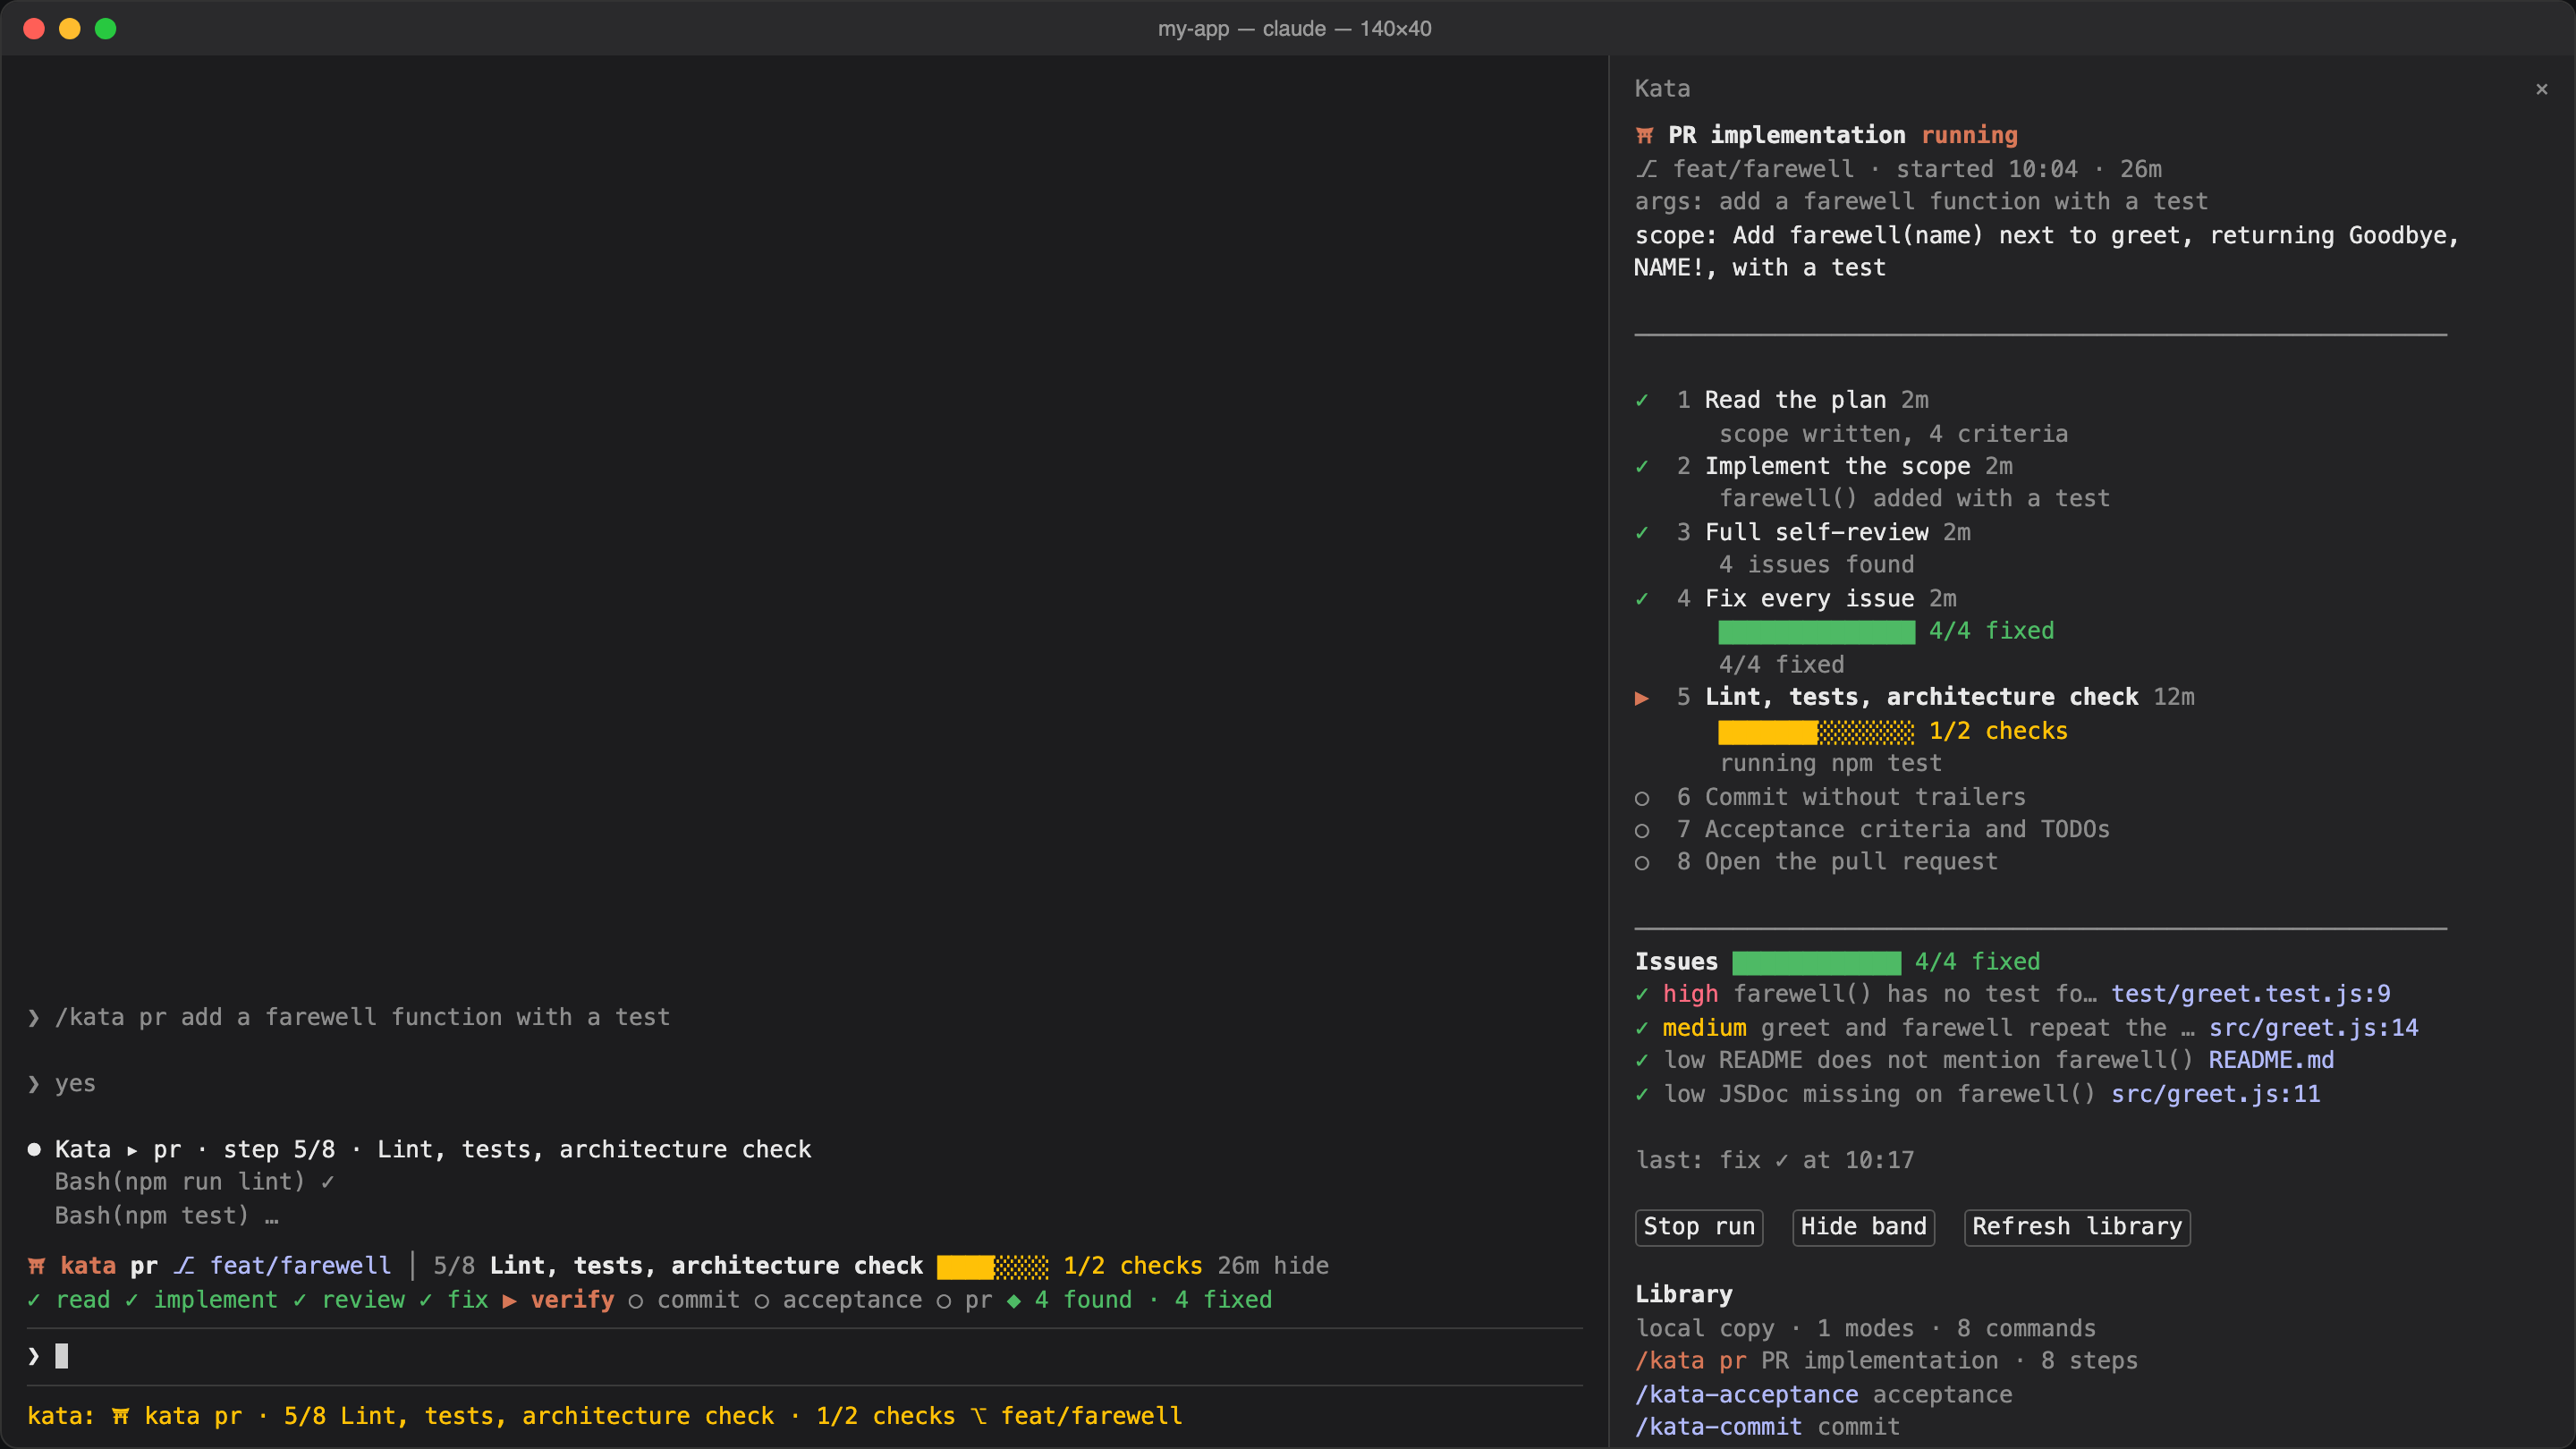 my-app — claude — 140×40
❯ /kata pr add a farewell function with a test
❯ yes
● Kata ▸ pr · step 5/8 · Lint, tests, architecture check
Bash(npm run lint) ✓
Bash(npm test) …
⛩ kata pr ⎇ feat/farewell │ 5/8 Lint, tests, architecture check 1/2 checks 26m hide
✓ read ✓ implement ✓ review ✓ fix ▶ verify ○ commit ○ acceptance ○ pr ◆ 4 found · 4 fixed
❯
kata: ⛩ kata pr · 5/8 Lint, tests, architecture check · 1/2 checks ⌥ feat/farewell
Kata ×
⛩ PR implementation running
⎇ feat/farewell · started 10:04 · 26m
args: add a farewell function with a test
scope: Add farewell(name) next to greet, returning Goodbye,
NAME!, with a test
✓ 1 Read the plan 2m
scope written, 4 criteria
✓ 2 Implement the scope 2m
farewell() added with a test
✓ 3 Full self-review 2m
4 issues found
✓ 4 Fix every issue 2m
4/4 fixed
4/4 fixed
▶ 5 Lint, tests, architecture check 12m
1/2 checks
running npm test
○ 6 Commit without trailers
○ 7 Acceptance criteria and TODOs
○ 8 Open the pull request
Issues 4/4 fixed
✓ high farewell() has no test fo… test/greet.test.js:9
✓ medium greet and farewell repeat the … src/greet.js:14
✓ low README does not mention farewell() README.md
✓ low JSDoc missing on farewell() src/greet.js:11
last: fix ✓ at 10:17
Stop run Hide band Refresh library
Library
local copy · 1 modes · 8 commands
/kata pr PR implementation · 8 steps
/kata-acceptance acceptance
/kata-commit commit